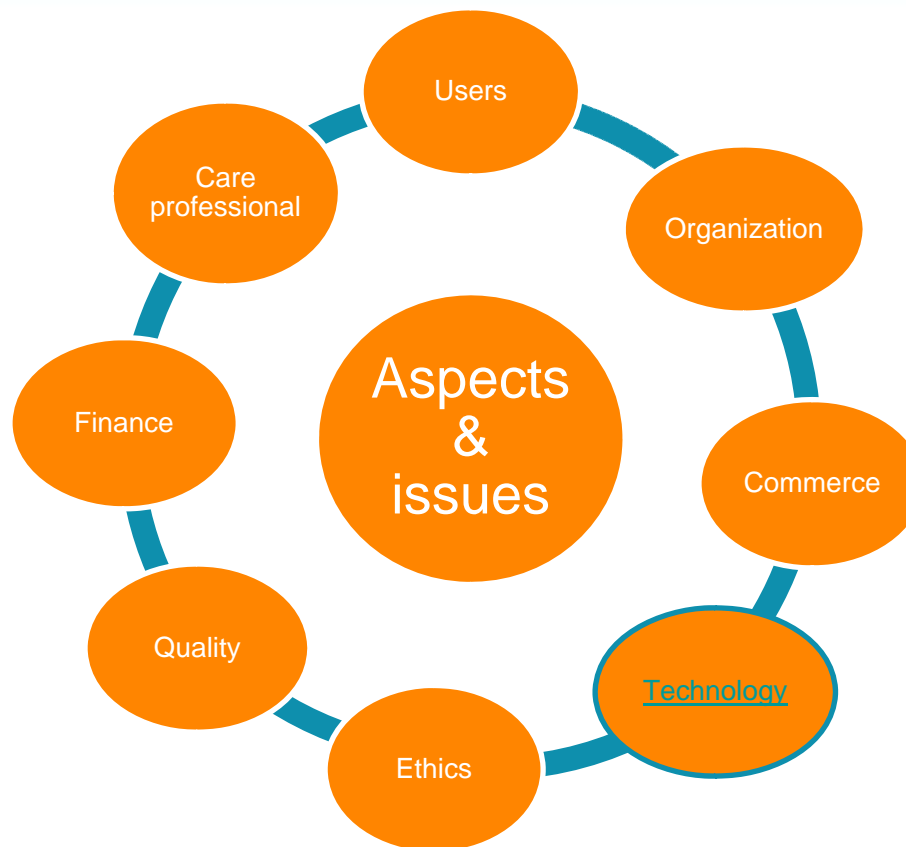 Users
Care
professional
Organization
Aspects
&
issues
Finance
Commerce
Quality
Technology
Ethics